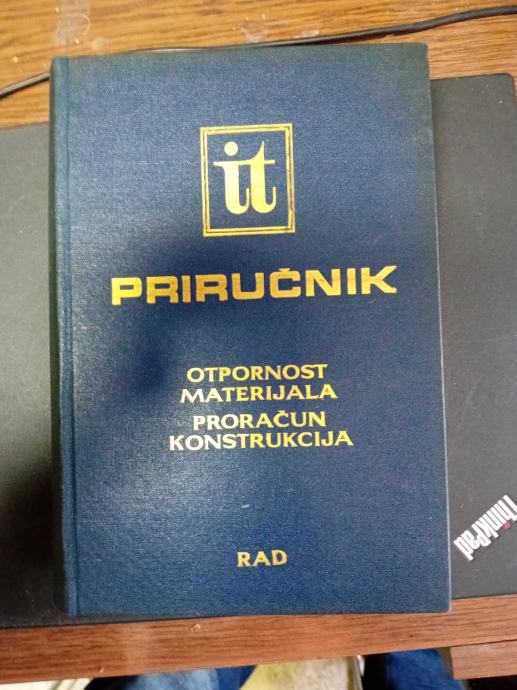 it
PRIRUČNIK
OTPORNOST
MATERIJALA
PRORAČUN
KONSTRUKCIJA
RAD
ThinkPad